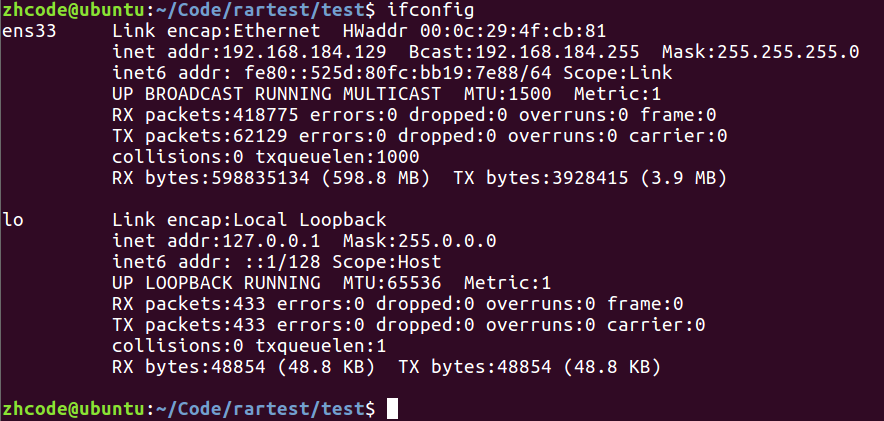 zhcode@ubuntu:~/Code/rartest/test$ ifconfig
ens33     Link encap:Ethernet  HWaddr 00:0c:29:4f:cb:81
          inet addr:192.168.184.129  Bcast:192.168.184.255  Mask:255.255.255.0
          inet6 addr: fe80::525d:80fc:bb19:7e88/64 Scope:Link
          UP BROADCAST RUNNING MULTICAST  MTU:1500  Metric:1
          RX packets:418775 errors:0 dropped:0 overruns:0 frame:0
          TX packets:62129 errors:0 dropped:0 overruns:0 carrier:0
          collisions:0 txqueuelen:1000
          RX bytes:598835134 (598.8 MB)  TX bytes:3928415 (3.9 MB)

lo        Link encap:Local Loopback
          inet addr:127.0.0.1  Mask:255.0.0.0
          inet6 addr: ::1/128 Scope:Host
          UP LOOPBACK RUNNING  MTU:65536  Metric:1
          RX packets:433 errors:0 dropped:0 overruns:0 frame:0
          TX packets:433 errors:0 dropped:0 overruns:0 carrier:0
          collisions:0 txqueuelen:1
          RX bytes:48854 (48.8 KB)  TX bytes:48854 (48.8 KB)

zhcode@ubuntu:~/Code/rartest/test$